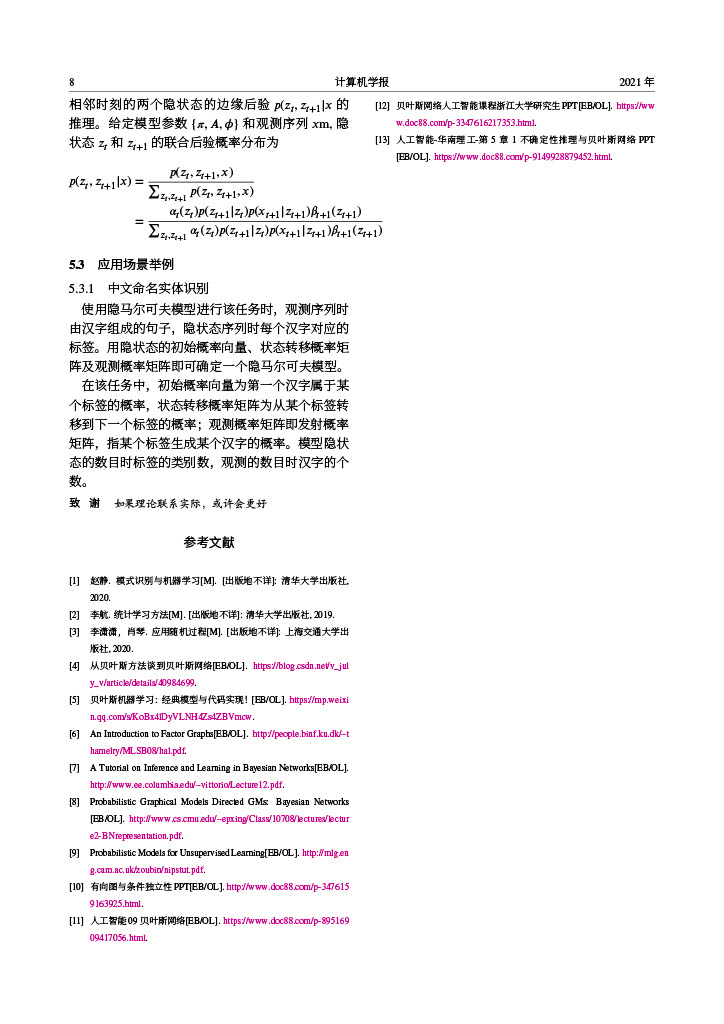 8 计算机学报 2021 年
相邻时刻的两个隐状态的边缘后验 p(z_t, z_{t+1}|x 的
推理。给定模型参数 {π, A, ϕ} 和观测序列 xm, 隐
状态 z_t 和 z_{t+1} 的联合后验概率分布为
p(z_t, z_{t+1}|x) = \frac{p(z_t, z_{t+1}, x)}{∑_{z_t,z_{t+1}} p(z_t, z_{t+1}, x)}
= \frac{α_t(z_t)p(z_{t+1}|z_t)p(x_{t+1}|z_{t+1})β_{t+1}(z_{t+1})}{∑_{z_t,z_{t+1}} α_t(z_t)p(z_{t+1}|z_t)p(x_{t+1}|z_{t+1})β_{t+1}(z_{t+1})}
5.3 应用场景举例
5.3.1 中文命名实体识别
使用隐马尔可夫模型进行该任务时，观测序列时
由汉字组成的句子，隐状态序列时每个汉字对应的
标签。用隐状态的初始概率向量、状态转移概率矩
阵及观测概率矩阵即可确定一个隐马尔可夫模型。
在该任务中，初始概率向量为第一个汉字属于某
个标签的概率，状态转移概率矩阵为从某个标签转
移到下一个标签的概率；观测概率矩阵即发射概率
矩阵，指某个标签生成某个汉字的概率。模型隐状
态的数目时标签的类别数，观测的数目时汉字的个
数。
致 谢 如果理论联系实际，或许会更好
参考文献
[1] 赵静. 模式识别与机器学习[M]. [出版地不详]: 清华大学出版社,
2020.
[2] 李航. 统计学习方法[M]. [出版地不详]: 清华大学出版社, 2019.
[3] 李潇潇，肖琴. 应用随机过程[M]. [出版地不详]: 上海交通大学出
版社, 2020.
[4] 从贝叶斯方法谈到贝叶斯网络[EB/OL]. https://blog.csdn.net/v_jul
y_v/article/details/40984699.
[5] 贝叶斯机器学习：经典模型与代码实现！[EB/OL]. https://mp.weixi
n.qq.com/s/KoBx4lDyVLNH4Zs4ZBVmcw.
[6] An Introduction to Factor Graphs[EB/OL]. http://people.binf.ku.dk/~t
hamelry/MLSB08/hal.pdf.
[7] A Tutorial on Inference and Learning in Bayesian Networks[EB/OL].
http://www.ee.columbia.edu/~vittorio/Lecture12.pdf.
[8] Probabilistic Graphical Models Directed GMs: Bayesian Networks
[EB/OL]. http://www.cs.cmu.edu/~epxing/Class/10708/lectures/lectur
e2-BNrepresentation.pdf.
[9] Probabilistic Models for Unsupervised Learning[EB/OL]. http://mlg.en
g.cam.ac.uk/zoubin/nipstut.pdf.
[10] 有向图与条件独立性 PPT[EB/OL]. http://www.doc88.com/p-347615
9163925.html.
[11] 人工智能 09 贝叶斯网络[EB/OL]. https://www.doc88.com/p-895169
09417056.html.
[12] 贝叶斯网络人工智能课程浙江大学研究生 PPT[EB/OL]. https://ww
w.doc88.com/p-3347616217353.html.
[13] 人工智能-华南理工-第 5 章 1 不确定性推理与贝叶斯网络 PPT
[EB/OL]. https://www.doc88.com/p-9149928879452.html.